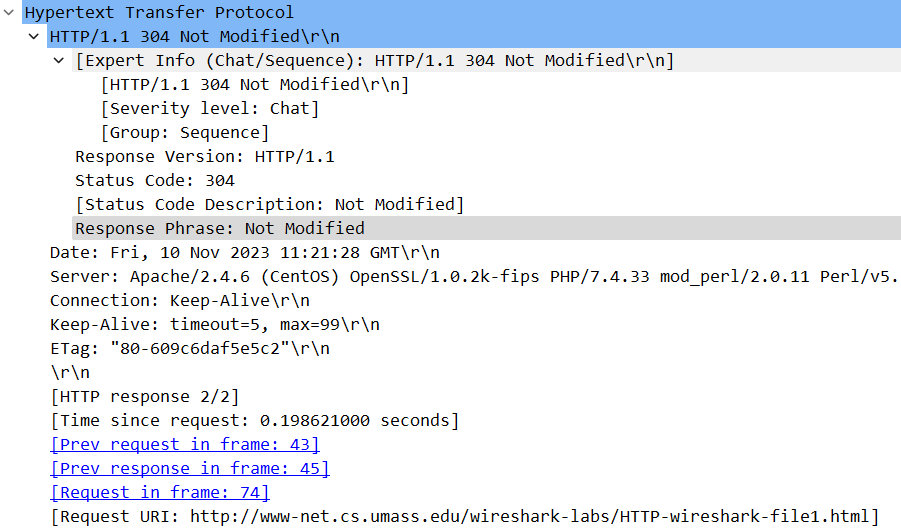 Hypertext Transfer Protocol
HTTP/1.1 304 Not Modified\r\n
[Expert Info (Chat/Sequence): HTTP/1.1 304 Not Modified\r\n]
[HTTP/1.1 304 Not Modified\r\n]
[Severity level: Chat]
[Group: Sequence]
Response Version: HTTP/1.1
Status Code: 304
[Status Code Description: Not Modified]
Response Phrase: Not Modified
Date: Fri, 10 Nov 2023 11:21:28 GMT\r\n
Server: Apache/2.4.6 (CentOS) OpenSSL/1.0.2k-fips PHP/7.4.33 mod_perl/2.0.11 Perl/v5.
Connection: Keep-Alive\r\n
Keep-Alive: timeout=5, max=99\r\n
ETag: "80-609c6daf5e5c2"\r\n
\r\n
[HTTP response 2/2]
[Time since request: 0.198621000 seconds]
[Prev request in frame: 43]
[Prev response in frame: 45]
[Request in frame: 74]
[Request URI: http://www-net.cs.umass.edu/wireshark-labs/HTTP-wireshark-file1.html]